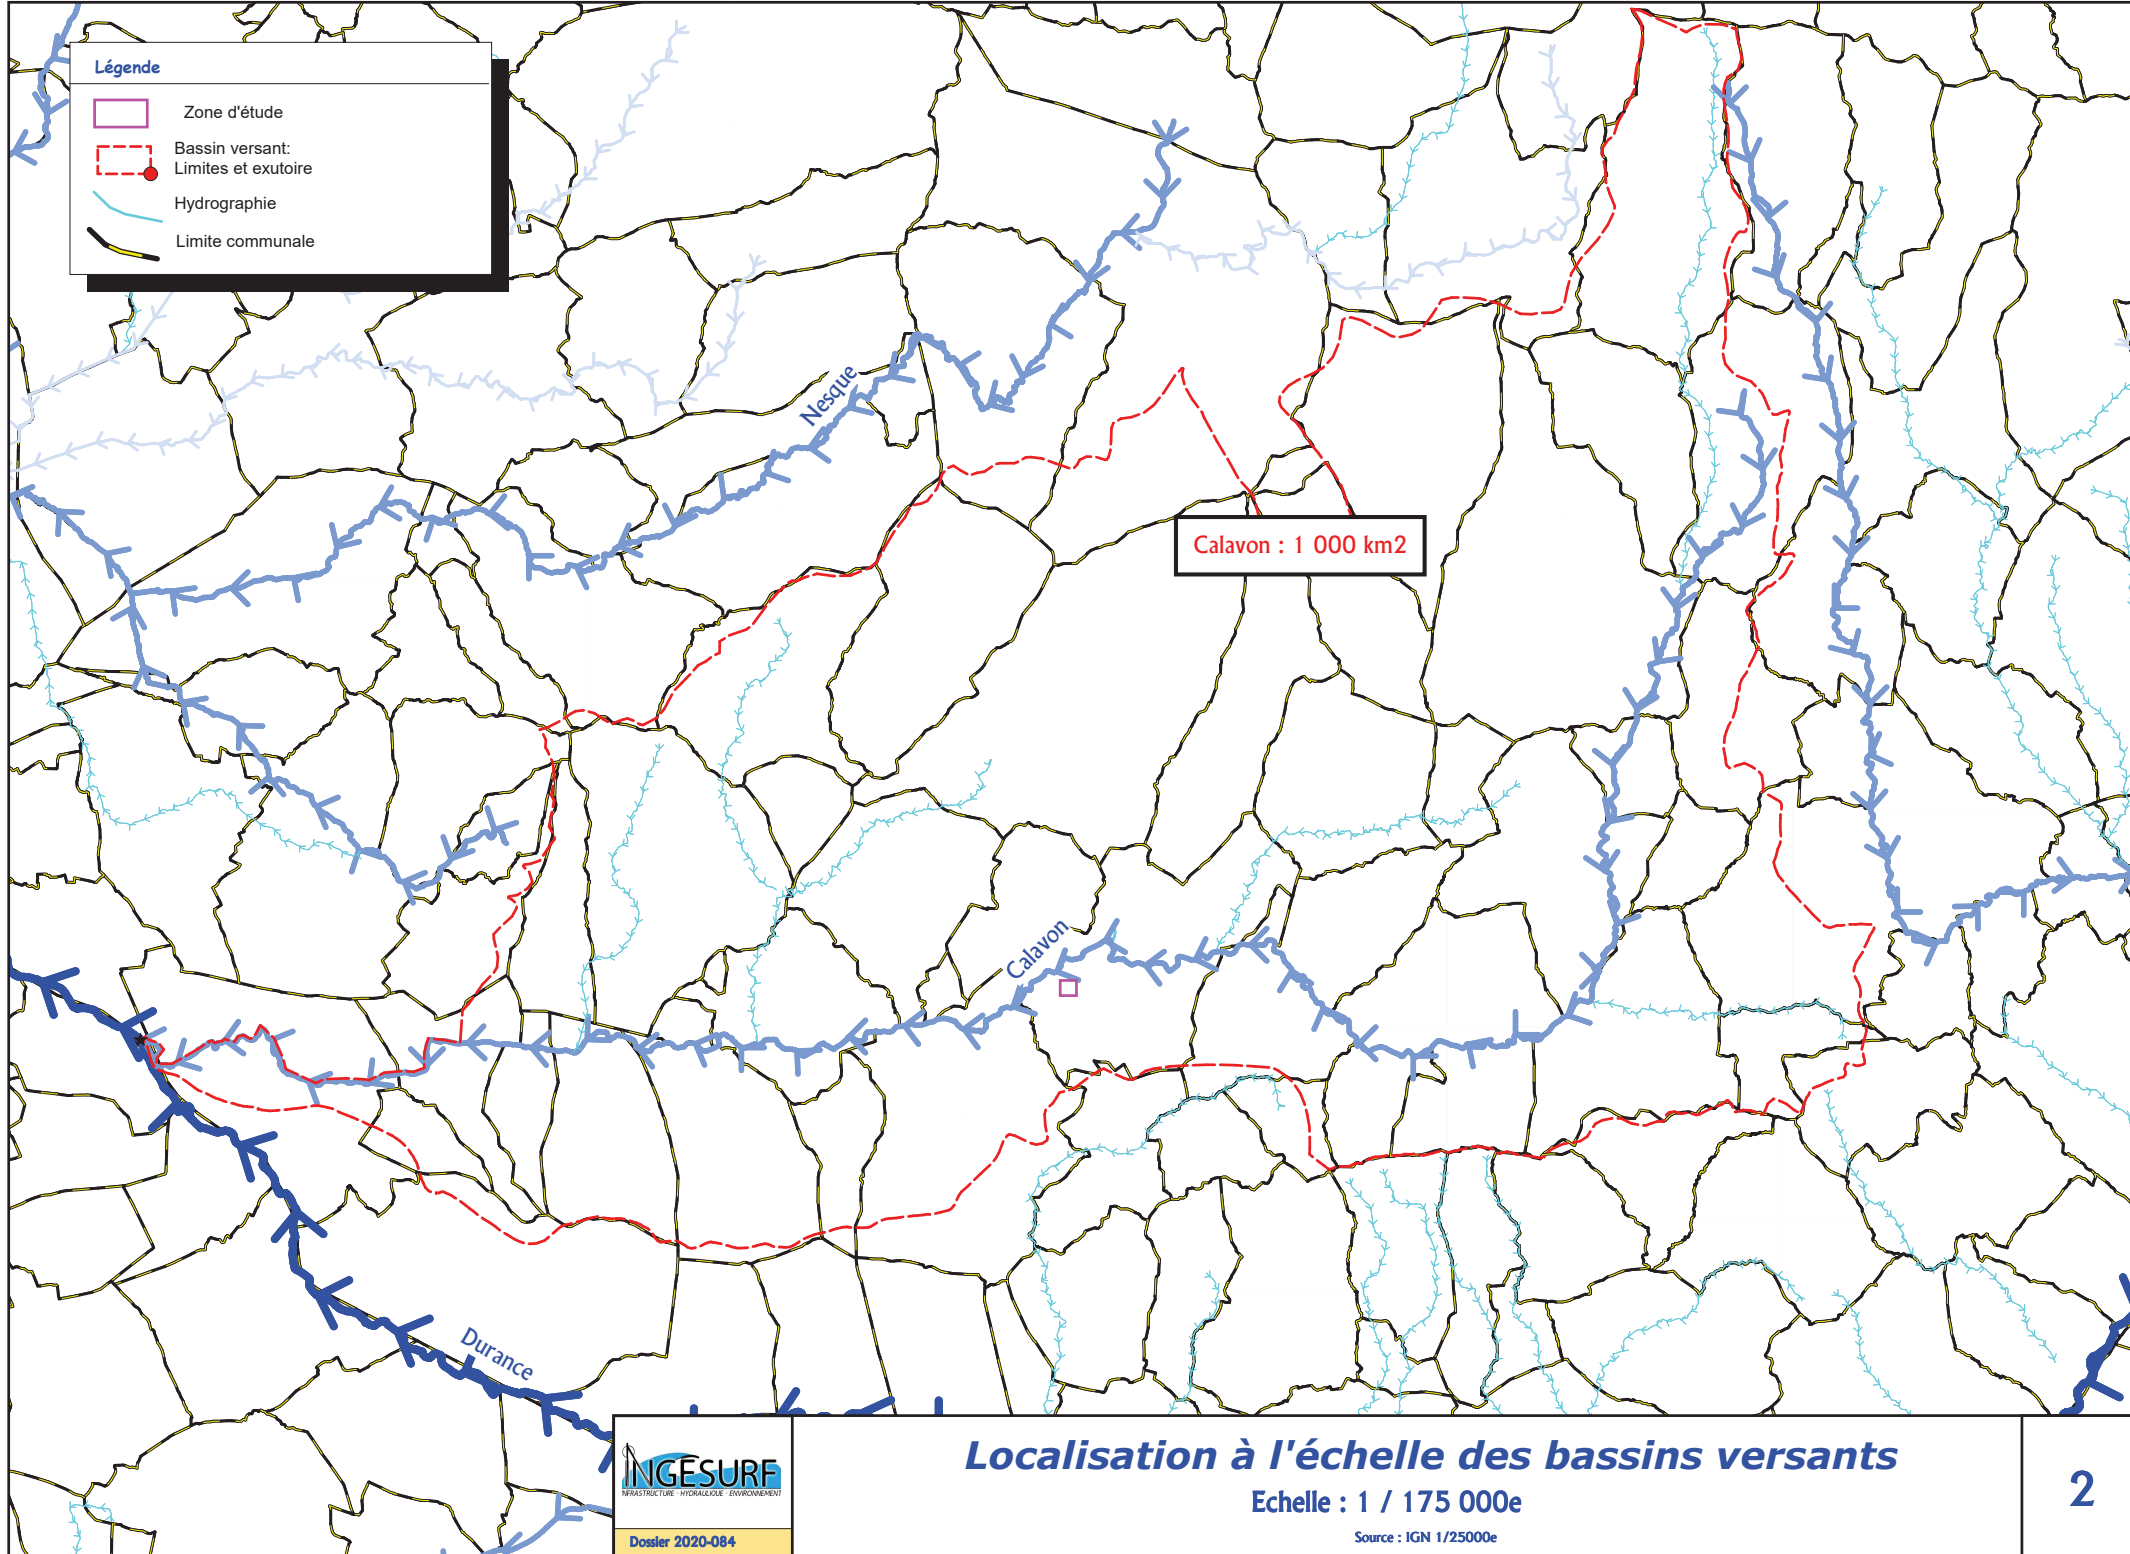 Légende
Zone d'étude
Bassin versant:
Limites et exutoire
Hydrographie
Limite communale
Nesque
Calavon : 1 000 km2
Calavon
Durance
INGESURF
INFRASTRUCTURE - HYDRAULIQUE - ENVIRONNEMENT
Dossier 2020-084
Localisation à l'échelle des bassins versants
Echelle : 1 / 175 000e
Source : IGN 1/25000e
2